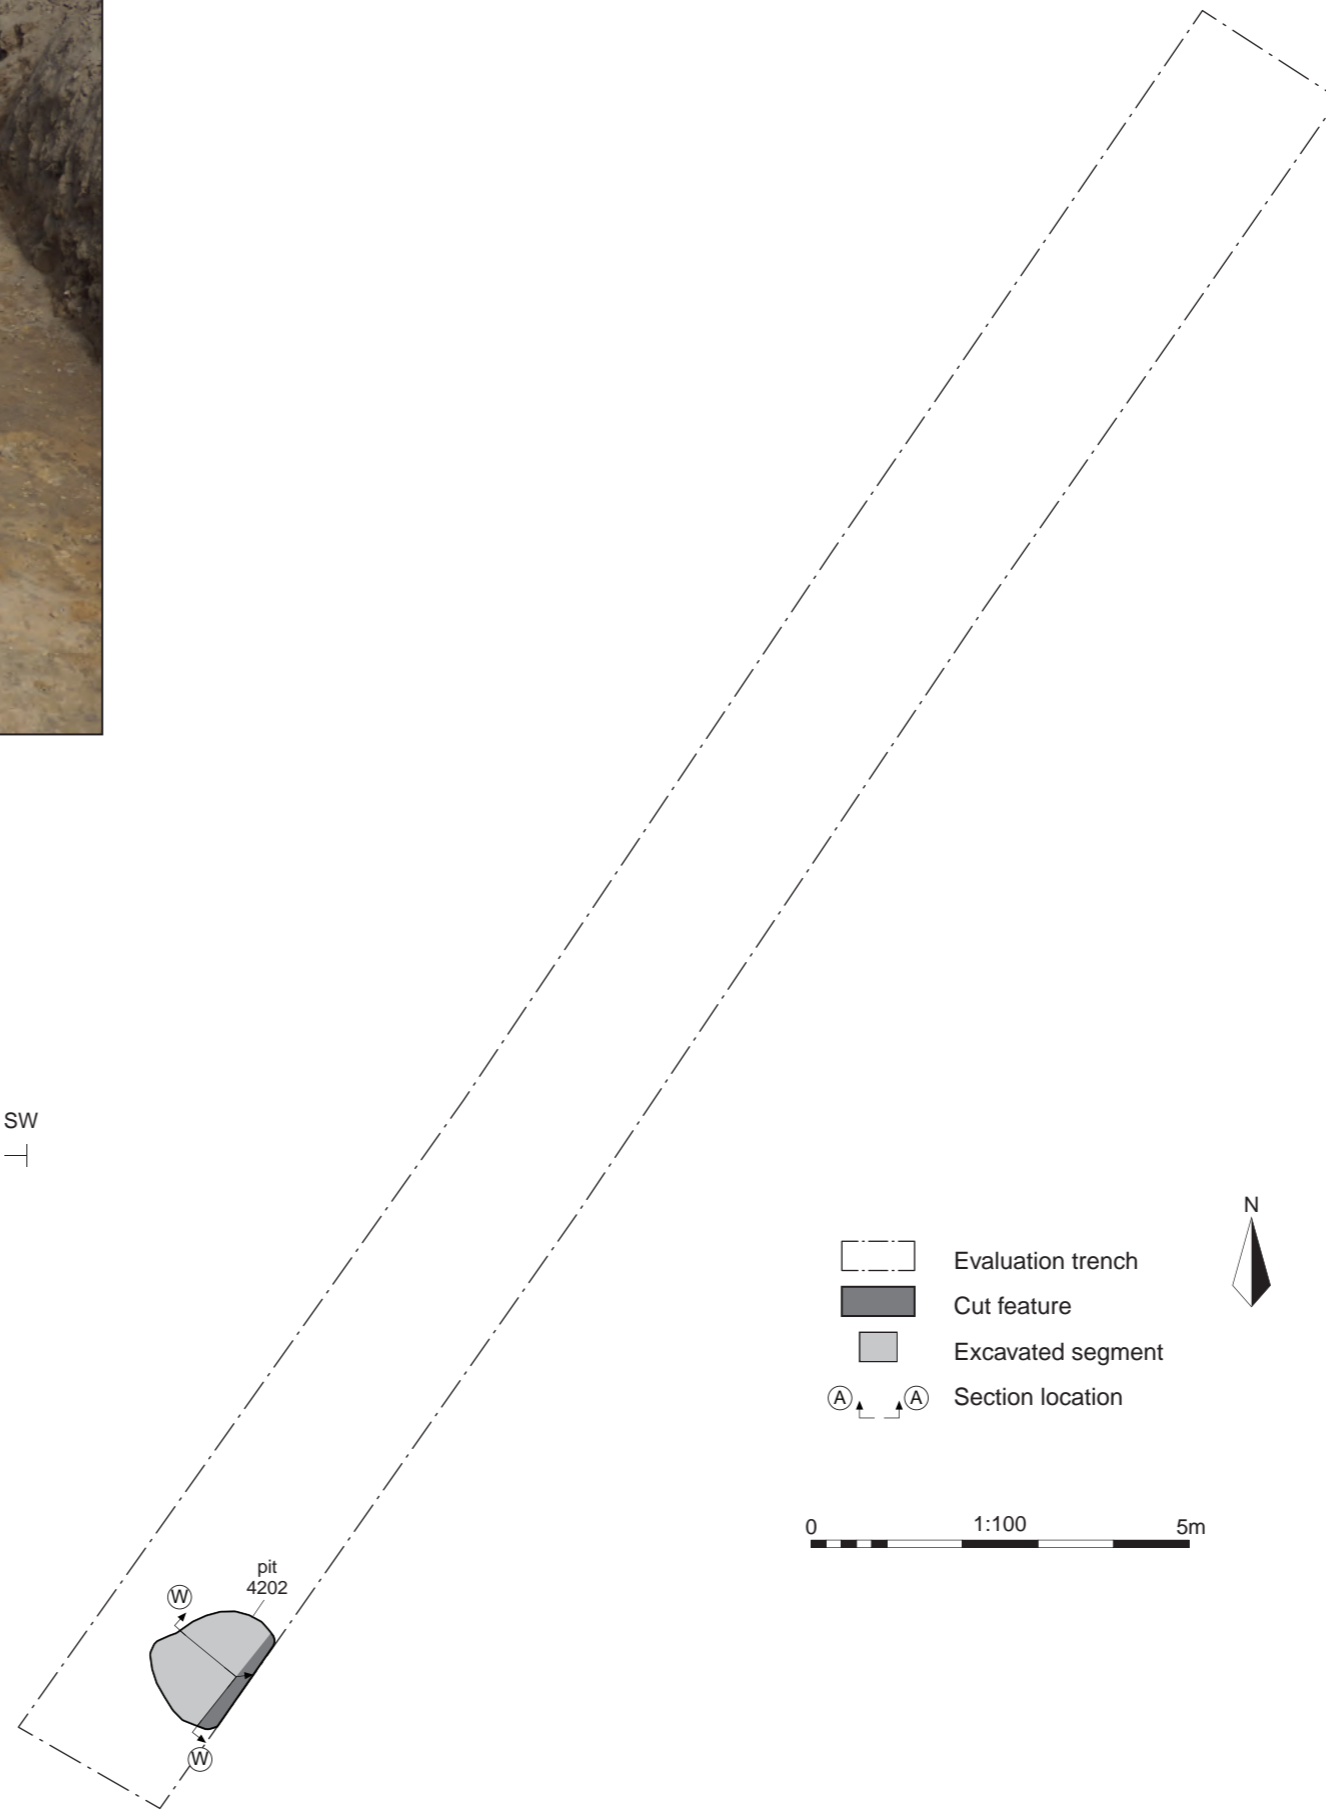 SW
N
Evaluation trench
Cut feature
Excavated segment
A A Section location
0 1:100 5m
pit
4202
W
W